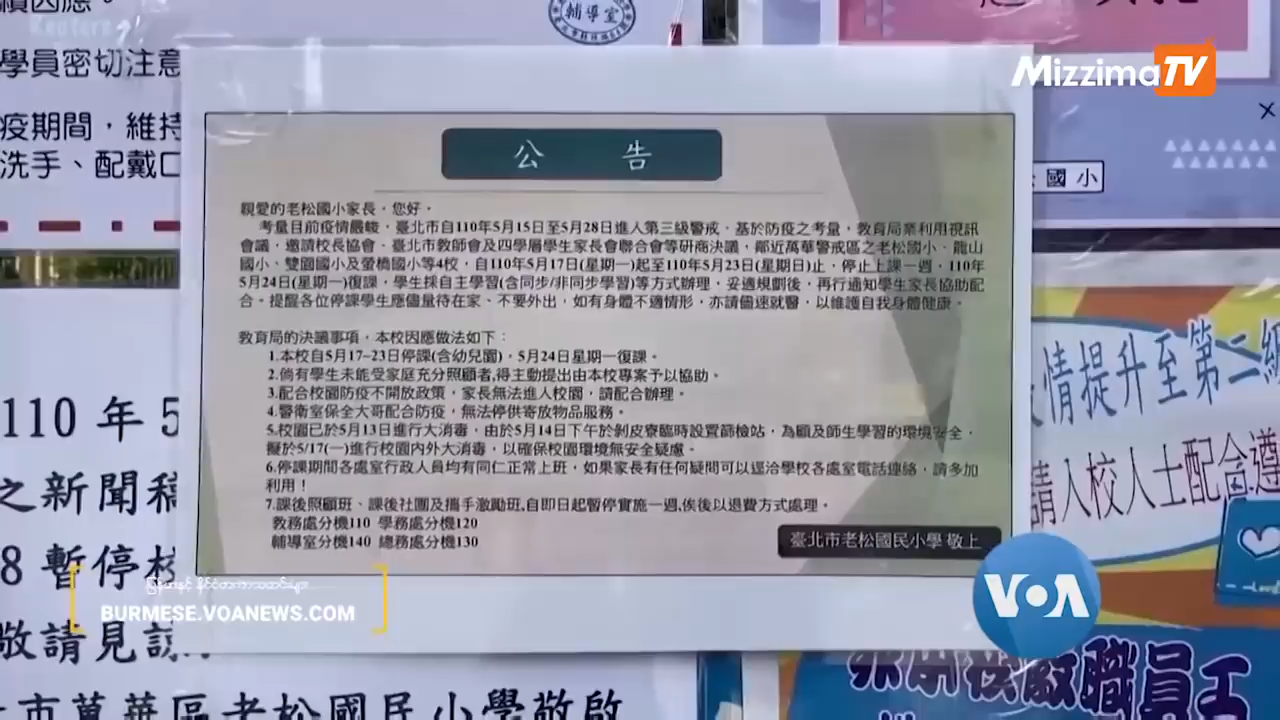 輔導室
Reuters
學員密切注意
MizzimaTV
疫期間，維持
洗手、配戴口
國小
公告
親愛的老松國小家長，您好，
考量目前疫情嚴峻，臺北市自110年5月15日至5月28日進入第三級警戒，基於防疫之考量，教育局業利用視訊
會議，邀請校長協會、臺北市教師會及四學層學生家長會聯合會等研商決議，鄰近萬華警戒區之老松國小、龍山
國小、雙園國小及螢橋國小等4校，自110年5月17日(星期一)起至110年5月23日(星期日)止，停止上課一週，110年
5月24日(星期一)復課，學生採自主學習(含同步/非同步學習)等方式辦理，妥適規劃後，再行通知學生家長協助配
合。提醒各位停課學生應儘量待在家、不要外出，如有身體不適情形，亦請儘速就醫，以維護自我身體健康。
教育局的決議事項，本校因應做法如下：
1.本校自5月17-23日停課(含幼兒園)，5月24日星期一復課。
2.倘有學生未能受家庭充分照顧者,得主動提出由本校專案予以協助。
3.配合校園防疫不開放政策，家長無法進入校園，請配合辦理。
4.警衛室保全大哥配合防疫，無法停供寄放物品服務。
5.校園已於5月13日進行大消毒，由於5月14日下午於剝皮寮臨時設置篩檢站，為顧及師生學習的環境安全，
擬於5/17(一)進行校園內外大消毒，以確保校園環境無安全疑慮。
6.停課期間各處室行政人員均有同仁正常上班，如果家長有任何疑問可以逕洽學校各處室電話連絡，請多加
利用！
7.課後照顧班、課後社團及攜手激勵班,自即日起暫停實施一週,俟後以退費方式處理。
教務處分機110 學務處分機120
輔導室分機140 總務處分機130
臺北市老松國民小學 敬上
110 年 5
之新聞稿
8 暫停校
敬請見諒
市萬華區老松國民小學敬啟
情提升至第二級
請入校人士配合遵
教職員工
မြန်မာနှင့် နိုင်ငံတကာသတင်းများ
BURMESE.VOANEWS.COM
VOA